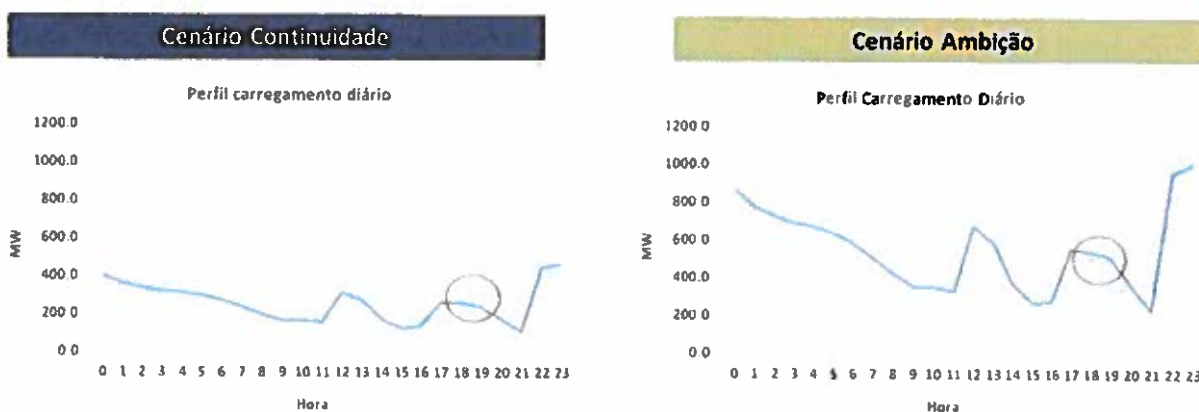 Cenário Continuidade
Perfil carregamento diário
1200.0
1000.0
800.0
600.0
400.0
200.0
0.0
MW
0 1 2 3 4 5 6 7 8 9 10 11 12 13 14 15 16 17 18 19 20 21 22 23
Hora
Cenário Ambição
Perfil Carregamento Diário
1200 0
1000.0
800.0
600 0
400.0
200.0
0.0
MW
0 1 2 3 4 5 6 7 8 9 10 11 12 13 14 15 16 17 18 19 20 21 22 23
Hora